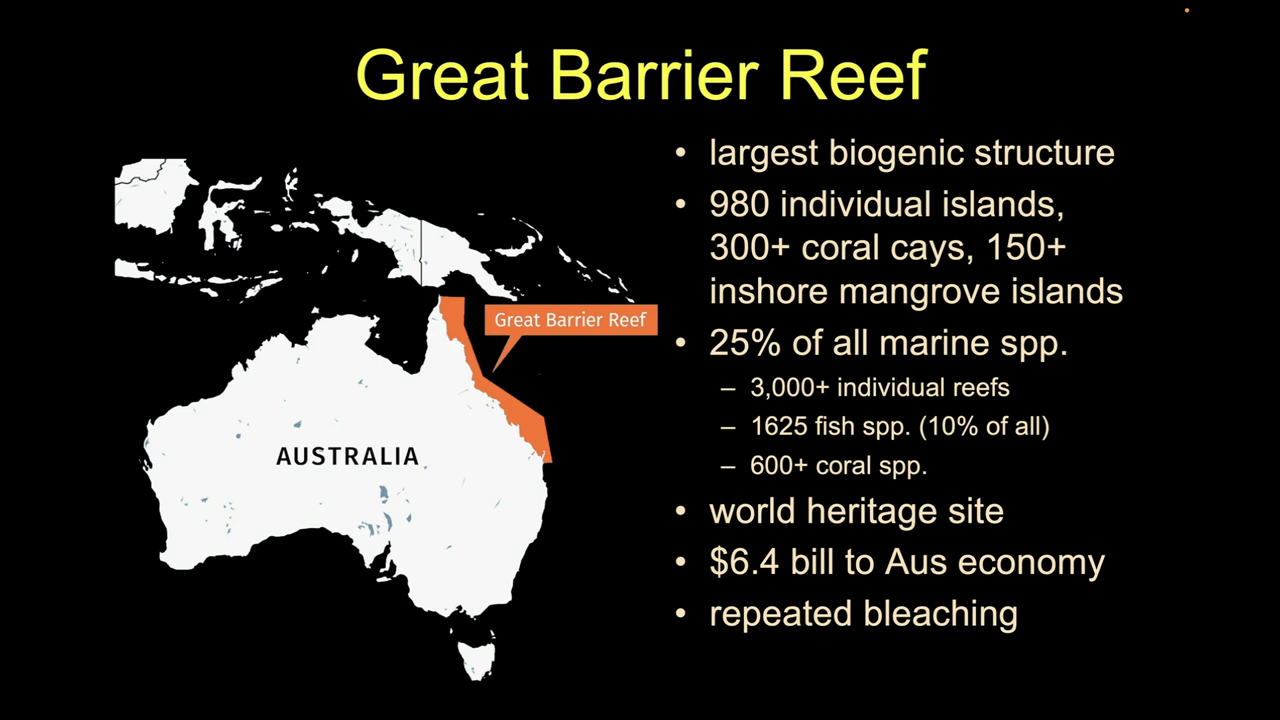 Great Barrier Reef
Great Barrier Reef
AUSTRALIA
• largest biogenic structure
• 980 individual islands,
300+ coral cays, 150+
inshore mangrove islands
• 25% of all marine spp.
– 3,000+ individual reefs
– 1625 fish spp. (10% of all)
– 600+ coral spp.
• world heritage site
• $6.4 bill to Aus economy
• repeated bleaching